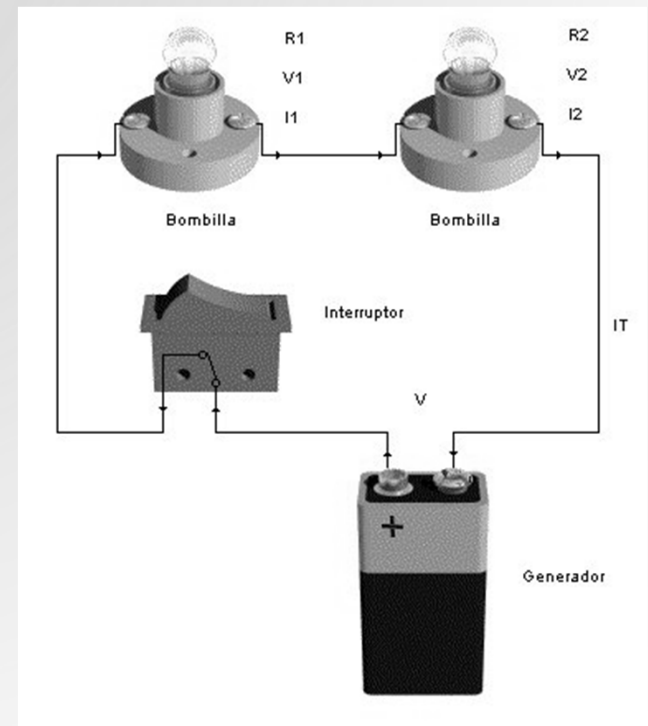 R1
V1
I1
R2
V2
I2
Bombilla
Bombilla
Interruptor
IT
V
+
Generador